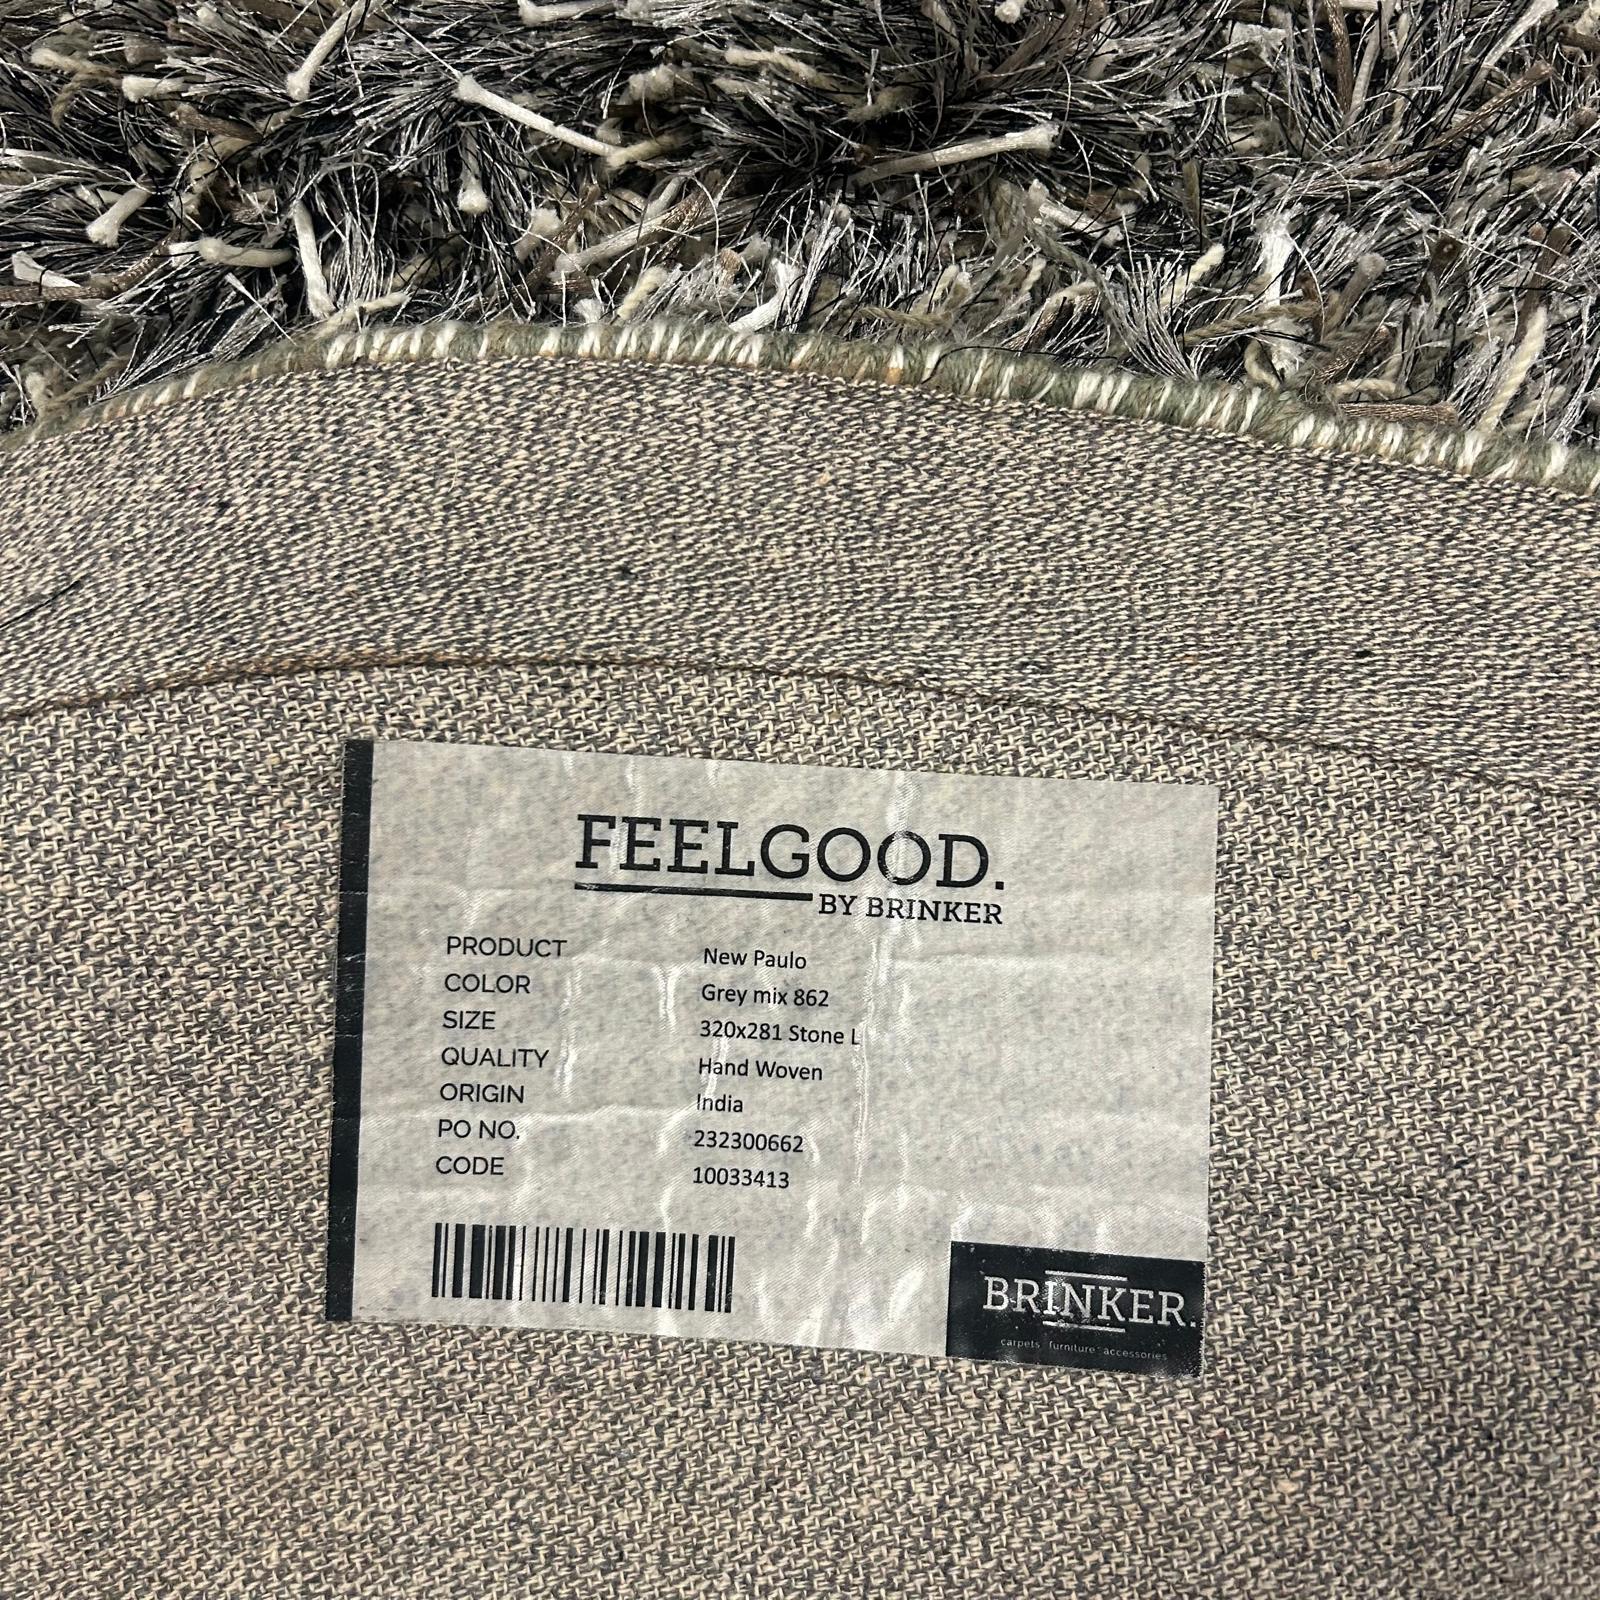 FEELGOOD.
BY BRINKER
PRODUCT New Paulo
COLOR Grey mix 862
SIZE 320x281 Stone L
QUALITY Hand Woven
ORIGIN India
PO NO. 232300662
CODE 10033413
BRINKER.
carpets furniture accessories